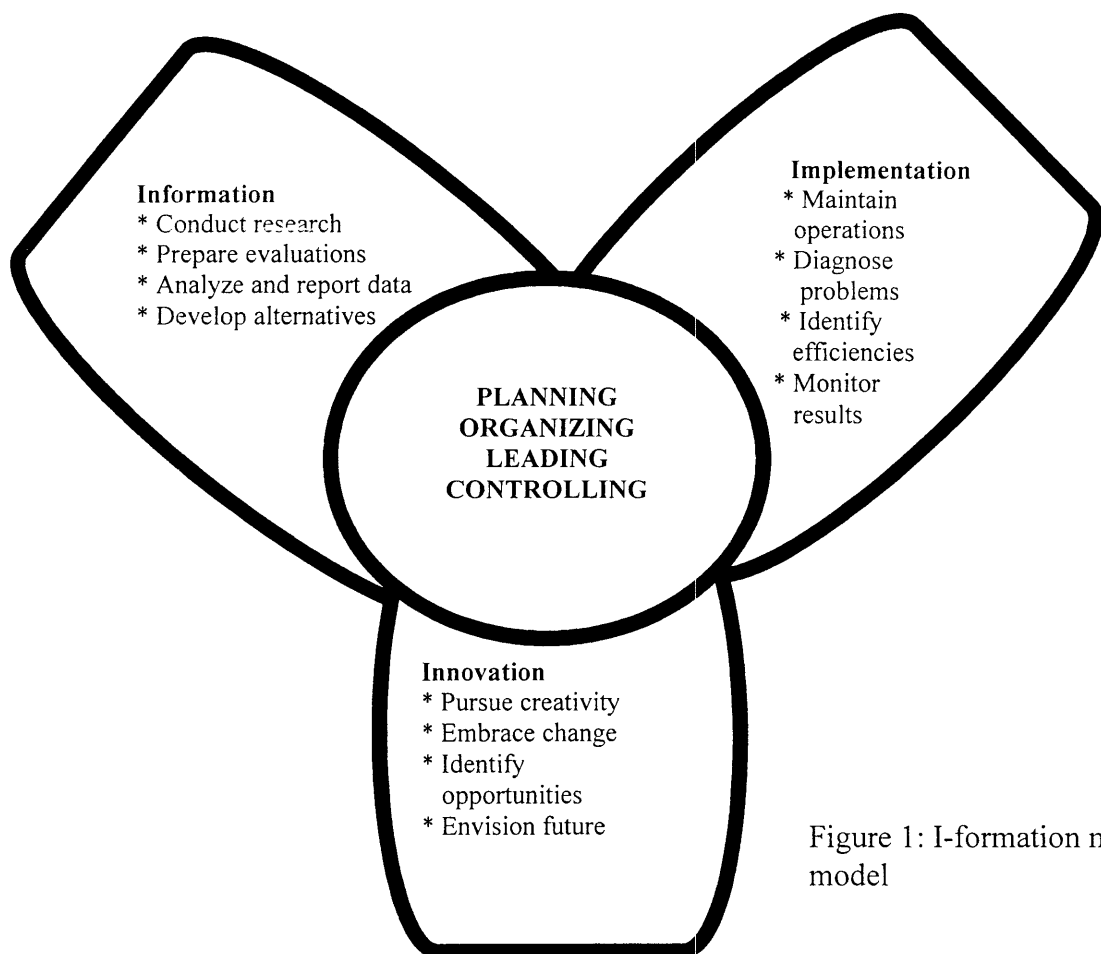 Information
* Conduct research
* Prepare evaluations
* Analyze and report data
* Develop alternatives
Implementation
* Maintain
operations
* Diagnose
problems
* Identify
efficiencies
* Monitor
results
PLANNING
ORGANIZING
LEADING
CONTROLLING
Innovation
* Pursue creativity
* Embrace change
* Identify
opportunities
* Envision future
Figure 1: I-formation
model